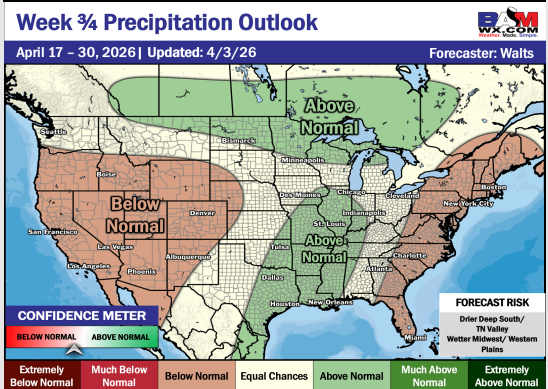 Week ¾ Precipitation Outlook
BAM
WX.COM
Weather. Made. Simple.
April 17 – 30, 2026| Updated: 4/3/26
Forecaster: Walts
Above
Normal
Seattle
Bismarck
Minneapolis
Boise
Below
Normal
Des Moines
Chicago
Cleveland
Boston
New York City
Denver
Indianapolis
San Francisco
St. Louis
Las Vegas
Above
Normal
Tulsa
Charlotte
Los Angeles
Albuquerque
Phoenix
Atlanta
Dallas
Houston
New Orleans
Miami
CONFIDENCE METER
BELOW NORMAL
ABOVE NORMAL
FORECAST RISK
Drier Deep South/
TN Valley
Wetter Midwest/ Western
Plains
Extremely
Below Normal
Much Below
Normal
Below Normal
Equal Chances
Above Normal
Much Above
Normal
Extremely
Above Normal